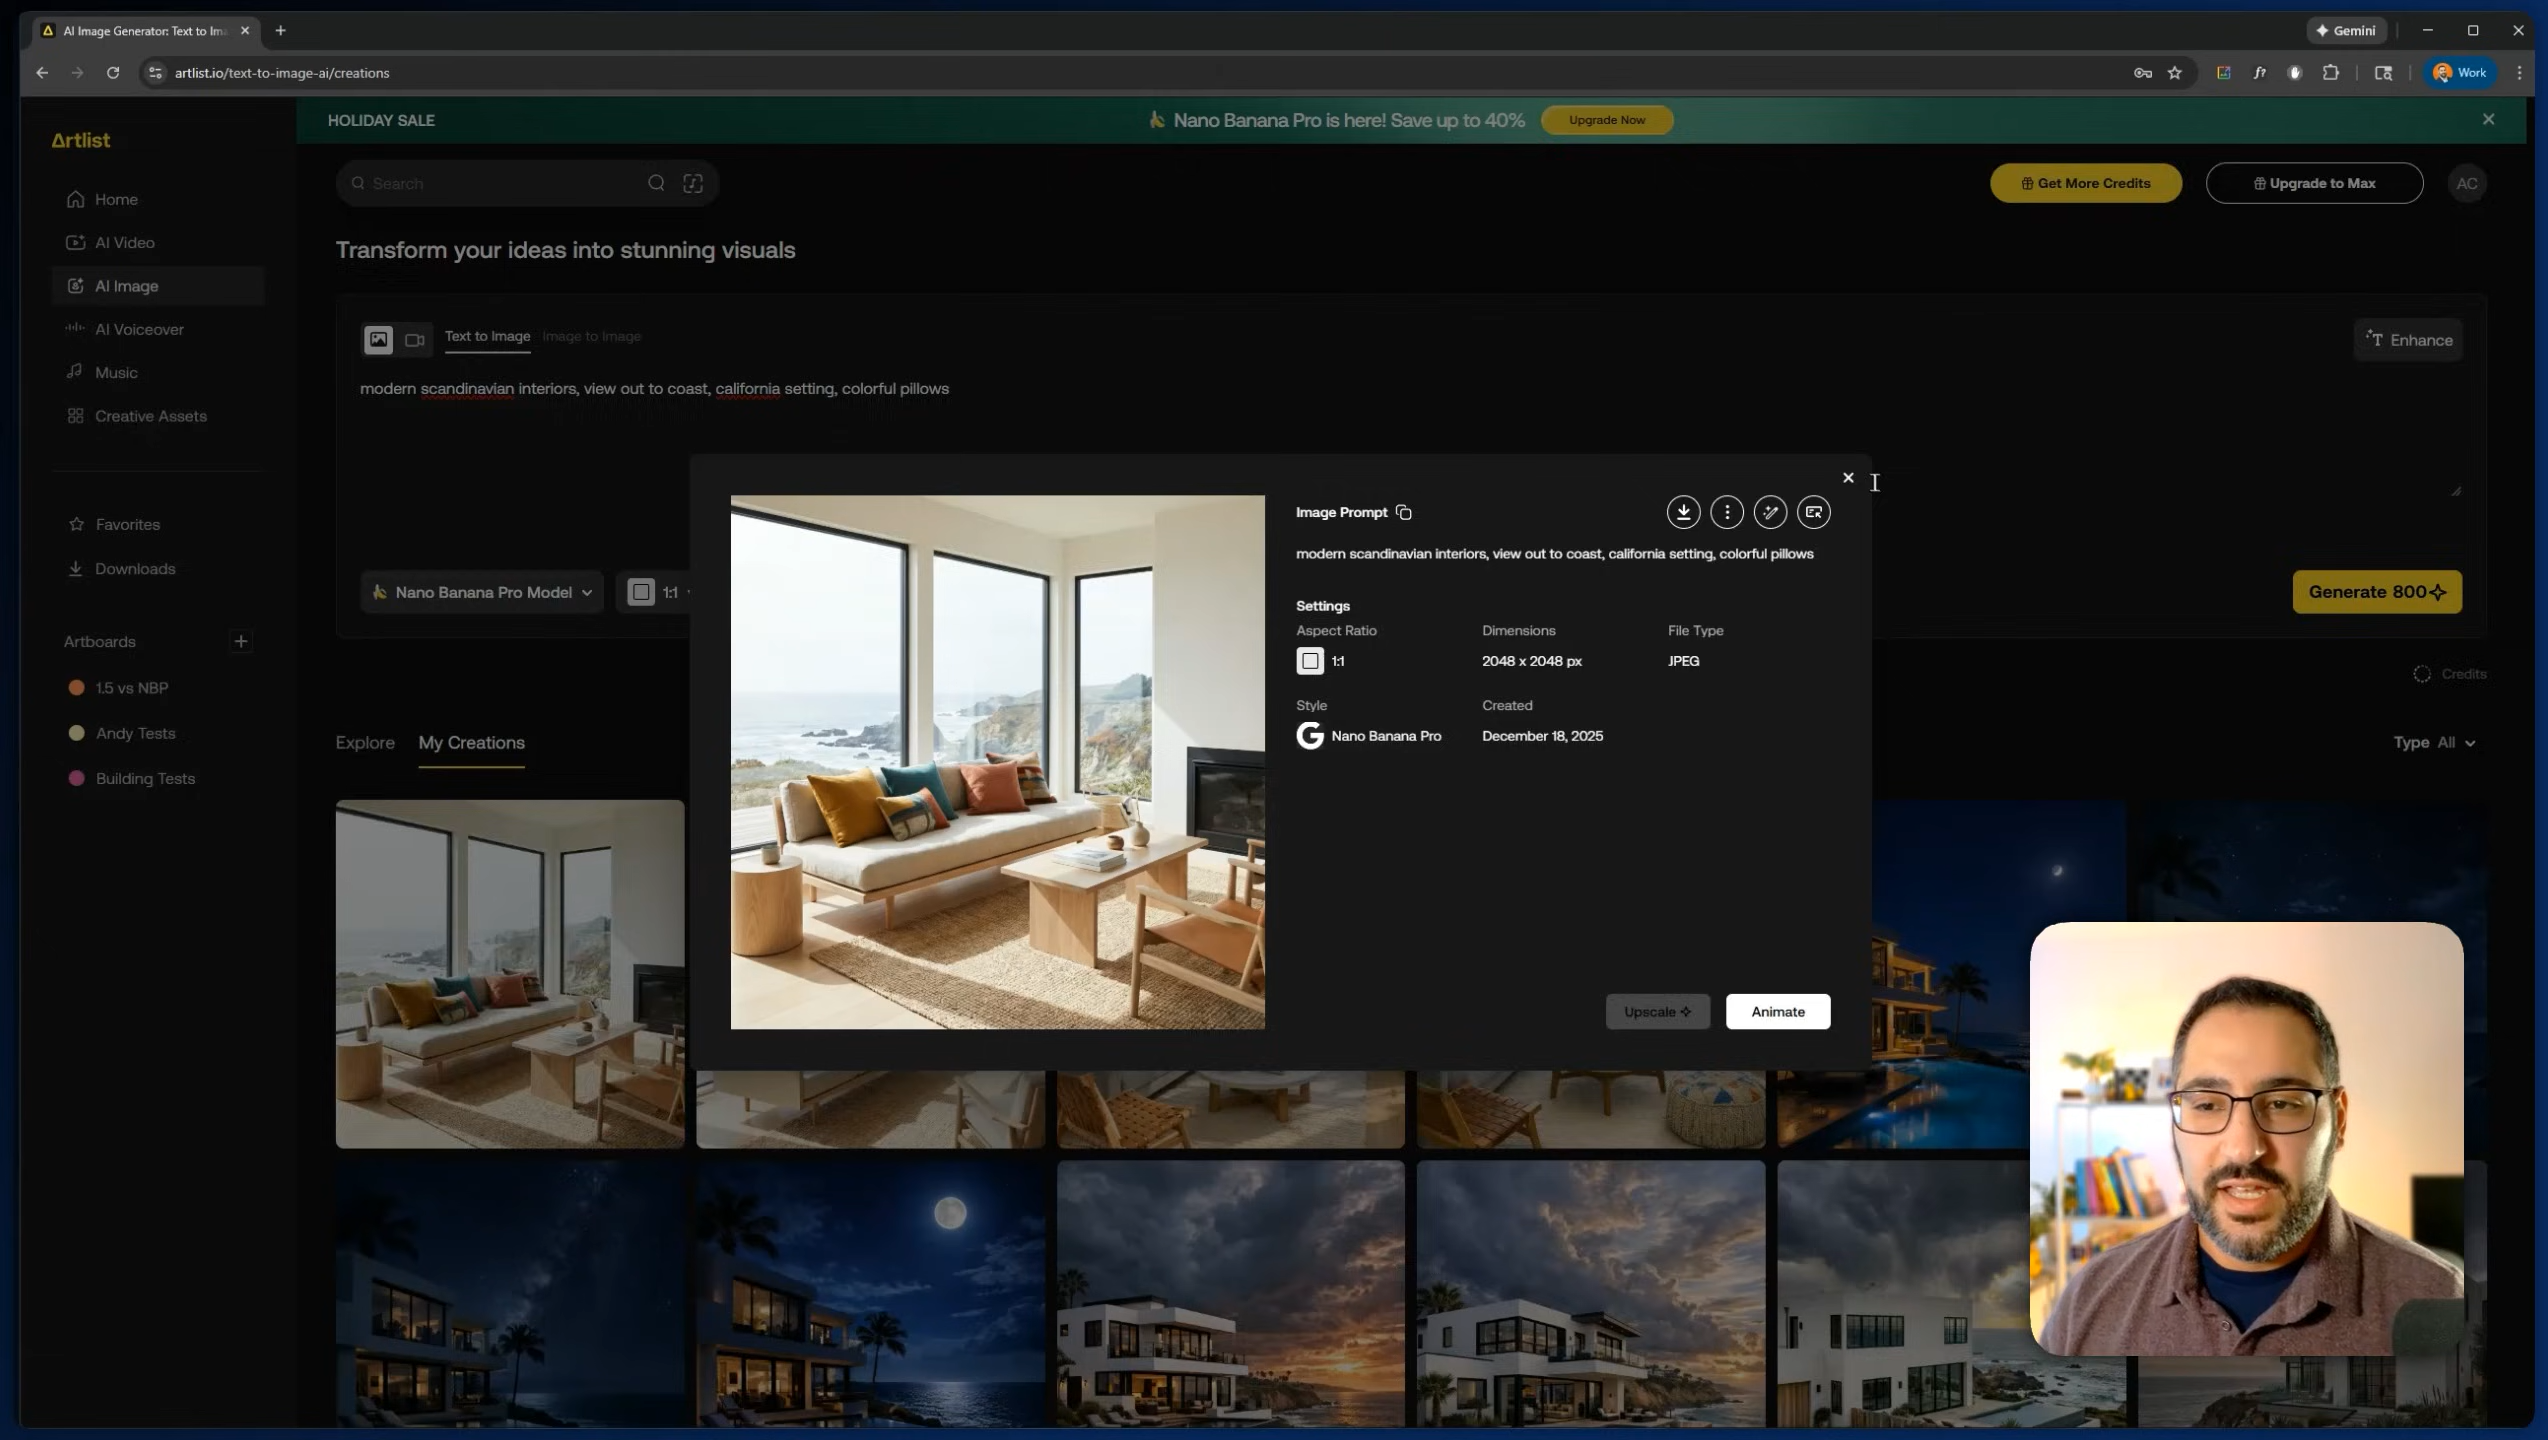 AI Image Generator: Text to Ima
Gemini
artlist.io/text-to-image-ai/creations
Work
Artlist
HOLIDAY SALE
Nano Banana Pro is here! Save up to 40%
Upgrade Now
Home
AI Video
AI Image
AI Voiceover
Music
Creative Assets
Favorites
Downloads
Artboards
1.5 vs NBP
Andy Tests
Building Tests
Search
Get More Credits
Upgrade to Max
AC
Transform your ideas into stunning visuals
Text to Image
Image to Image
Enhance
modern scandinavian interiors, view out to coast, california setting, colorful pillows
Nano Banana Pro Model
1:1
Generate 800
Credits
Explore
My Creations
Type All
Image Prompt
modern scandinavian interiors, view out to coast, california setting, colorful pillows
Settings
Aspect Ratio
Dimensions
File Type
1:1
2048 x 2048 px
JPEG
Style
Created
Nano Banana Pro
December 18, 2025
Upscale
Animate